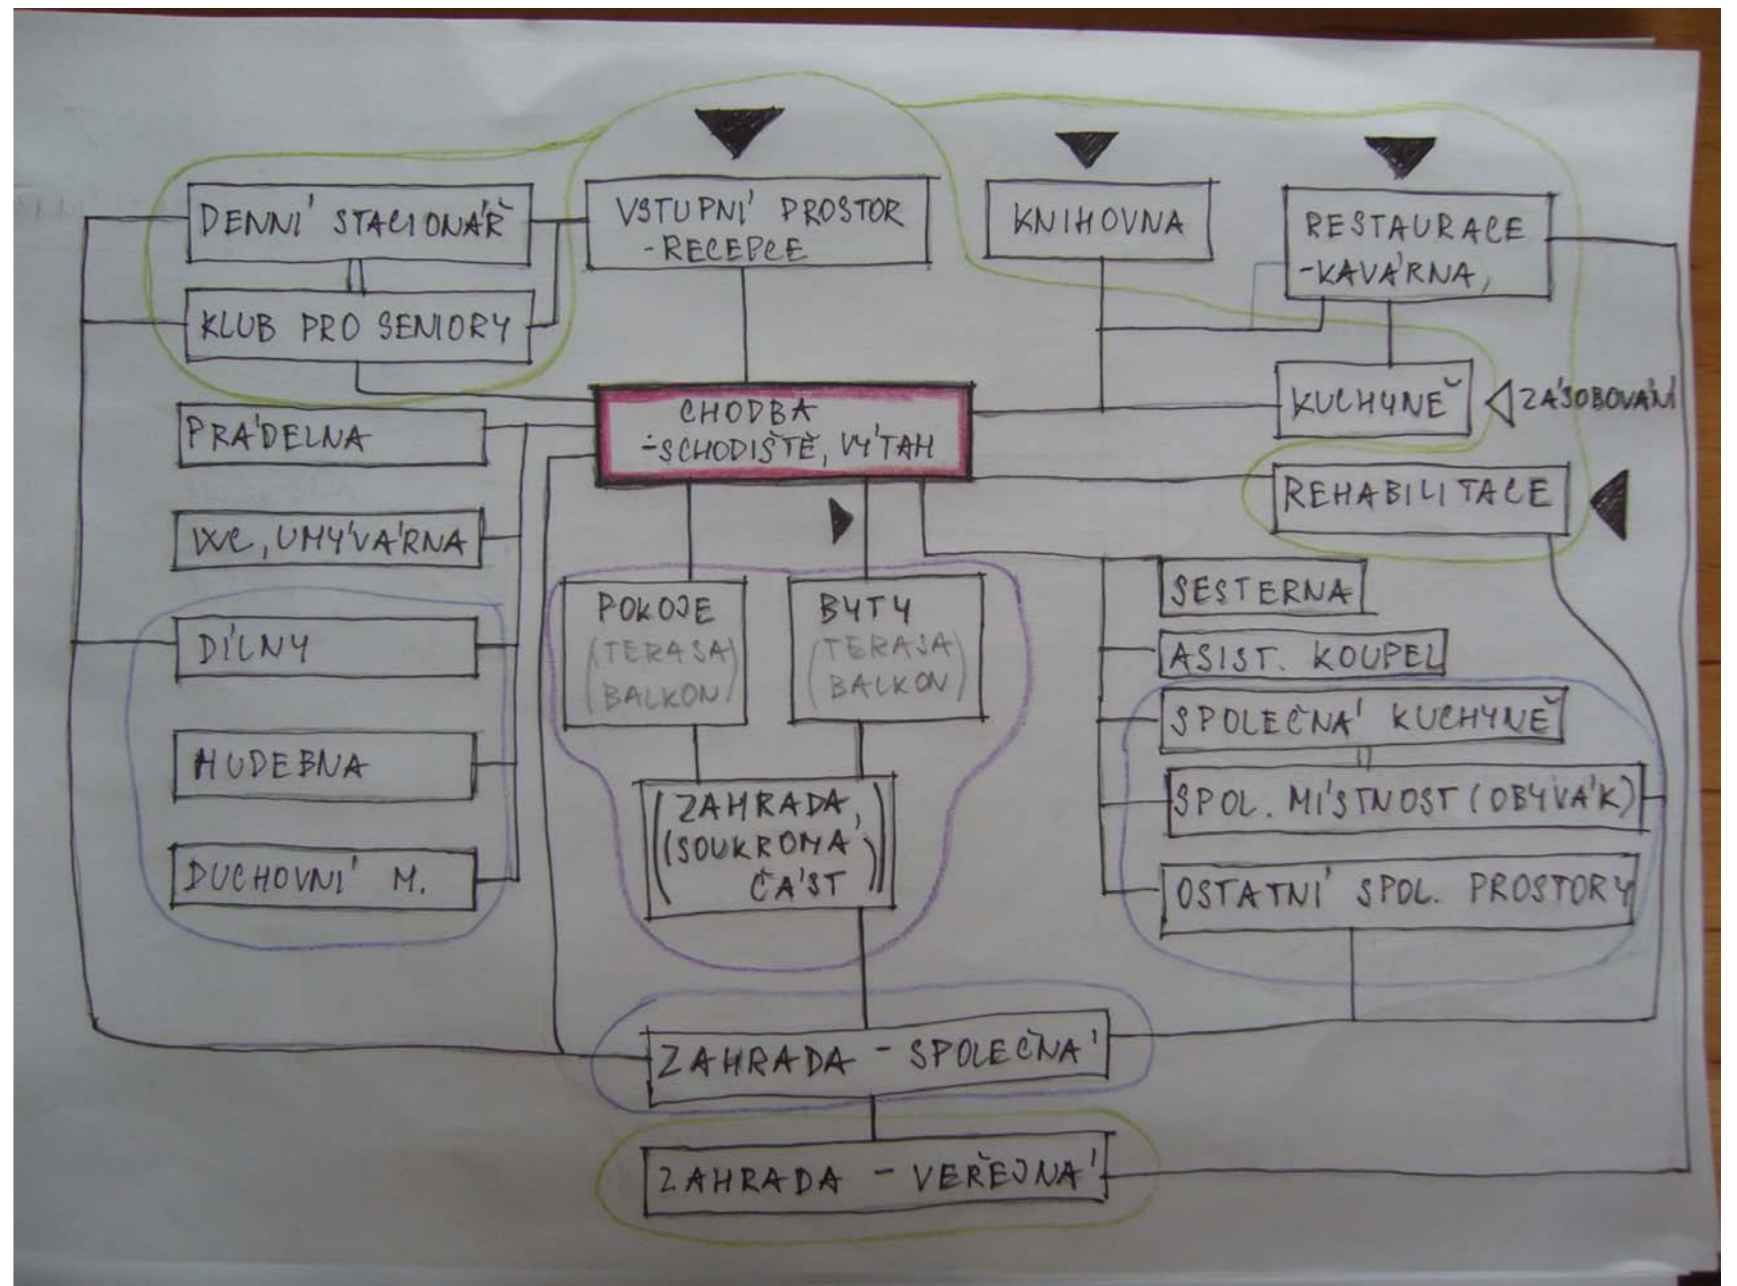 DENNÍ STACIONÁŘ
VSTUPNÍ PROSTOR
-RECEPCE
KNIHOVNA
RESTAURACE
-KAVÁRNA,
KLUB PRO SENIORY
CHODBA
-SCHODIŠTĚ, VÝTAH
KUCHYNĚ
ZÁSOBOVÁNÍ
PRÁDELNA
REHABILITACE
WC, UMÝVÁRNA
SESTERNA
POKOJE
(TERASA
BALKON)
BYTY
(TERASA
BALKON)
DÍLNY
ASIST. KOUPEL
SPOLEČNÁ KUCHYNĚ
HUDEBNA
SPOL. MÍSTNOST (OBÝVÁK)
(ZAHRADA,
(SOUKROMÁ
ČÁST))
DUCHOVNÍ M.
OSTATNÍ SPOL. PROSTORY
ZAHRADA - SPOLEČNÁ
ZAHRADA - VEŘEJNÁ